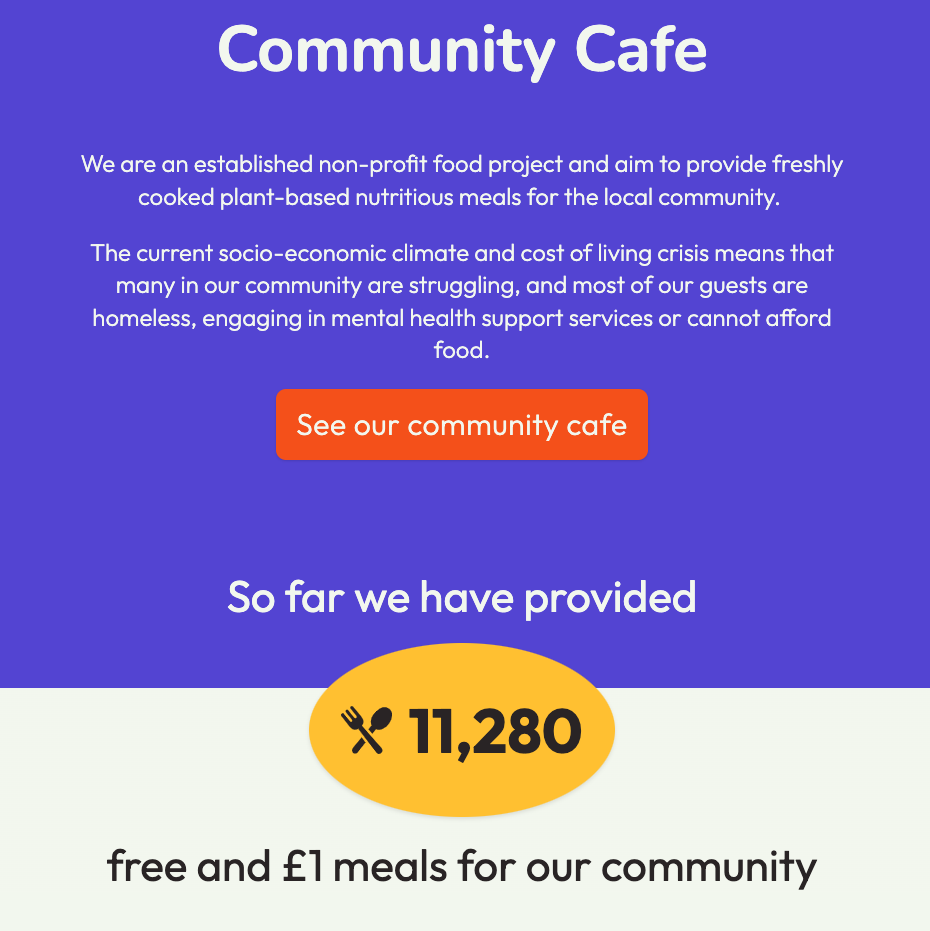 Community Cafe
We are an established non-profit food project and aim to provide freshly
cooked plant-based nutritious meals for the local community.
The current socio-economic climate and cost of living crisis means that
many in our community are struggling, and most of our guests are
homeless, engaging in mental health support services or cannot afford
food.
See our community cafe
So far we have provided
11,280
free and £1 meals for our community